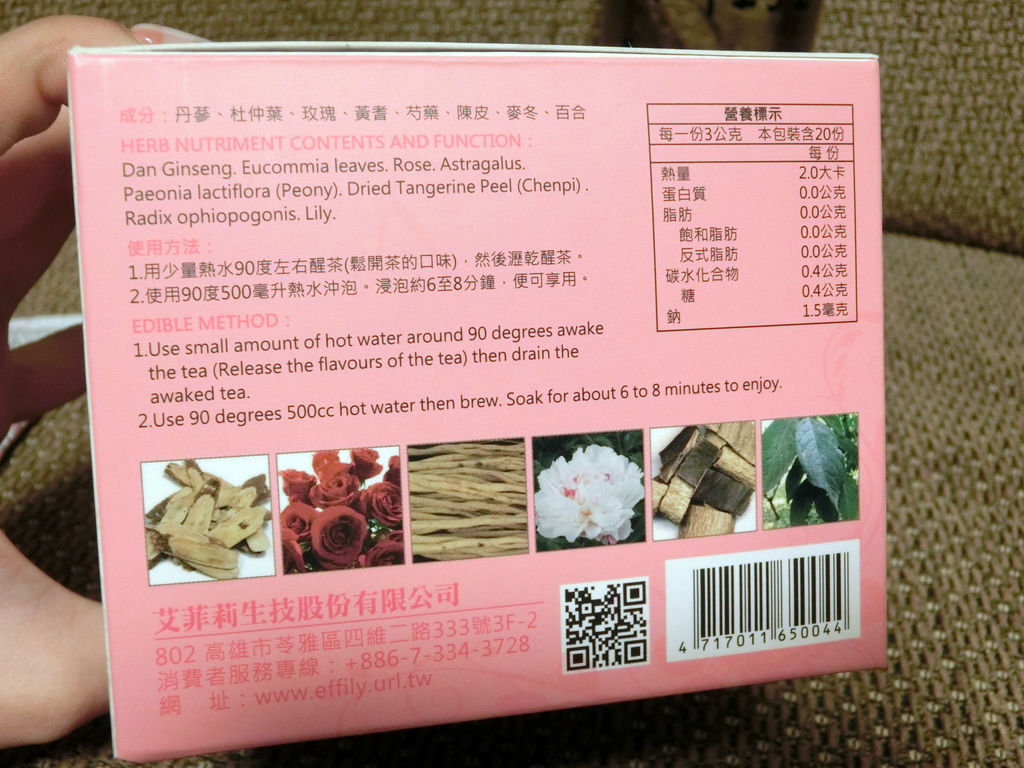 成分：丹蔘、杜仲葉、玫瑰、黃耆、芍藥、陳皮、麥冬、百合
HERB NUTRIMENT CONTENTS AND FUNCTION：
Dan Ginseng. Eucommia leaves. Rose. Astragalus.
Paeonia lactiflora (Peony). Dried Tangerine Peel (Chenpi) .
Radix ophiopogonis. Lily.
使用方法：
1.用少量熱水90度左右醒茶(鬆開茶的口味)，然後瀝乾醒茶。
2.使用90度500毫升熱水沖泡。浸泡約6至8分鐘，便可享用。
EDIBLE METHOD：
1.Use small amount of hot water around 90 degrees awake
the tea (Release the flavours of the tea) then drain the
awaked tea.
2.Use 90 degrees 500cc hot water then brew. Soak for about 6 to 8 minutes to enjoy.
營養標示
每一份3公克 本包裝含20份
每 份
熱量 2.0大卡
蛋白質 0.0公克
脂肪 0.0公克
飽和脂肪 0.0公克
反式脂肪 0.0公克
碳水化合物 0.4公克
糖 0.4公克
鈉 1.5毫克
艾菲莉生技股份有限公司
802 高雄市苓雅區四維二路333號3F-2
消費者服務專線：+886-7-334-3728
網 址：www.effily.url.tw
4 717011 650044